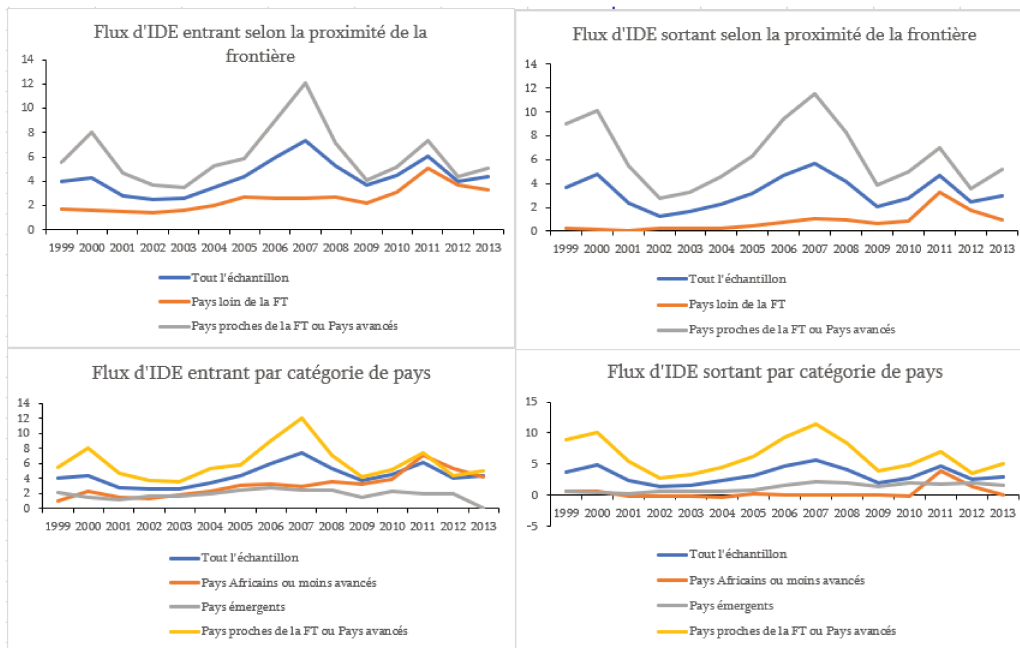 Flux d'IDE entrant selon la proximité de la
frontière
14
12
10
8
6
4
2
0
1999 2000 2001 2002 2003 2004 2005 2006 2007 2008 2009 2010 2011 2012 2013
Tout l'échantillon
Pays loin de la FT
Pays proches de la FT ou Pays avancés
Flux d'IDE sortant selon la proximité de la frontière
14
12
10
8
6
4
2
0
1999 2000 2001 2002 2003 2004 2005 2006 2007 2008 2009 2010 2011 2012 2013
Tout l'échantillon
Pays loin de la FT
Pays proches de la FT ou Pays avancés
Flux d'IDE entrant par catégorie de pays
14
12
10
8
6
4
2
0
1999 2000 2001 2002 2003 2004 2005 2006 2007 2008 2009 2010 2011 2012 2013
Tout l'échantillon
Pays Africains ou moins avancés
Pays émergents
Pays proches de la FT ou Pays avancés
Flux d'IDE sortant par catégorie de pays
15
10
5
0
-5
1999 2000 2001 2002 2003 2004 2005 2006 2007 2008 2009 2010 2011 2012 2013
Tout l'échantillon
Pays Africains ou moins avancés
Pays émergents
Pays proches de la FT ou Pays avancés